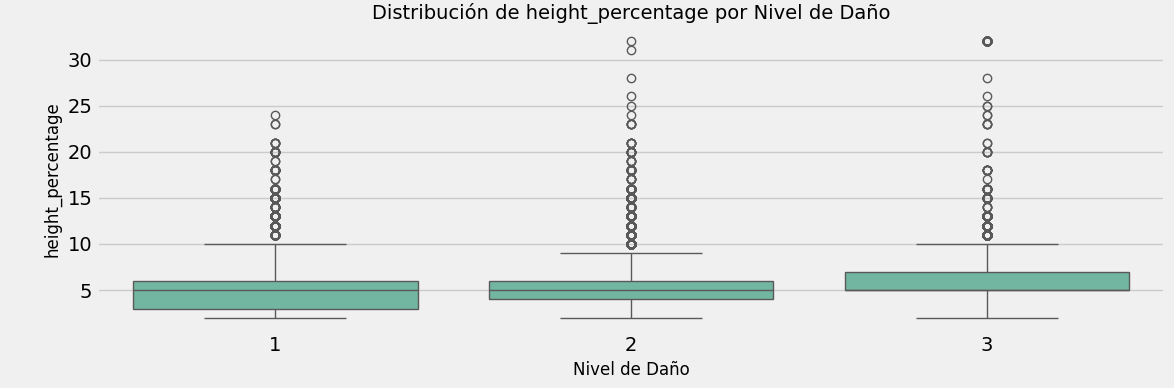 Distribución de height_percentage por Nivel de Daño
height_percentage
30
25
20
15
10
5
1 2 3
Nivel de Daño